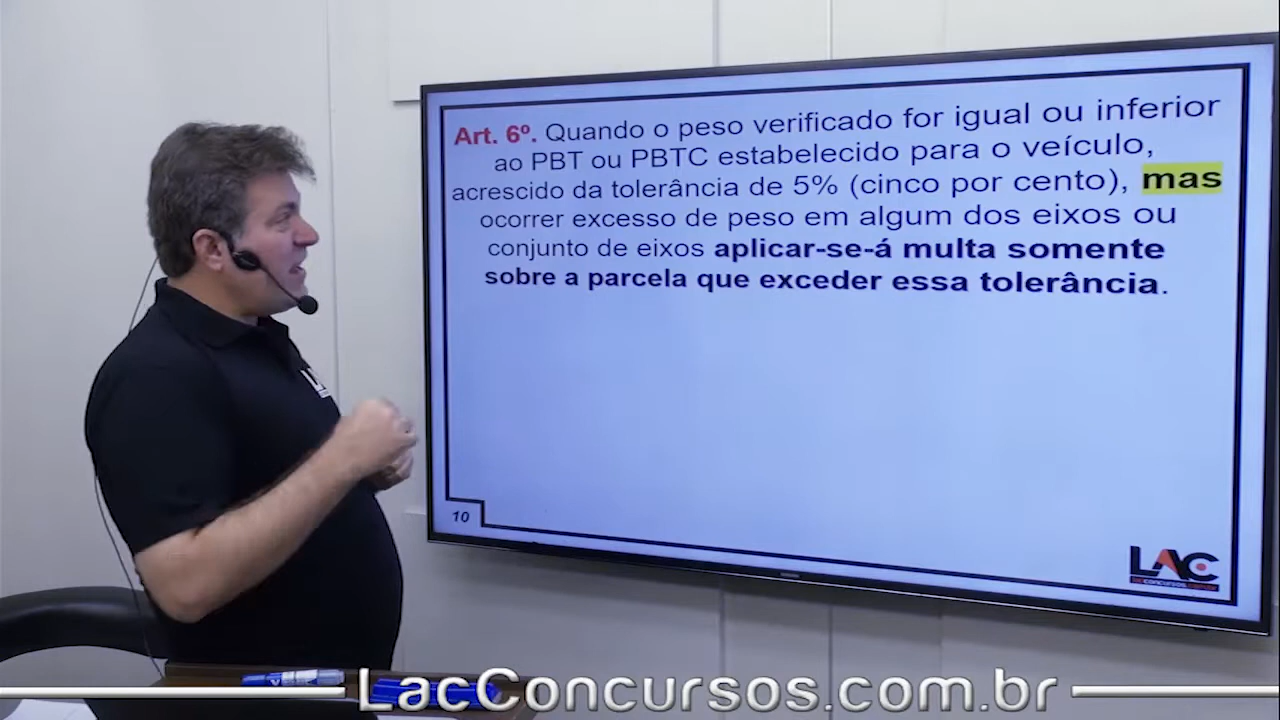 Art. 6º. Quando o peso verificado for igual ou inferior
ao PBT ou PBTC estabelecido para o veículo,
acrescido da tolerância de 5% (cinco por cento), mas
ocorrer excesso de peso em algum dos eixos ou
conjunto de eixos aplicar-se-á multa somente
sobre a parcela que exceder essa tolerância.
10
LAC
LacConcursos.com.br